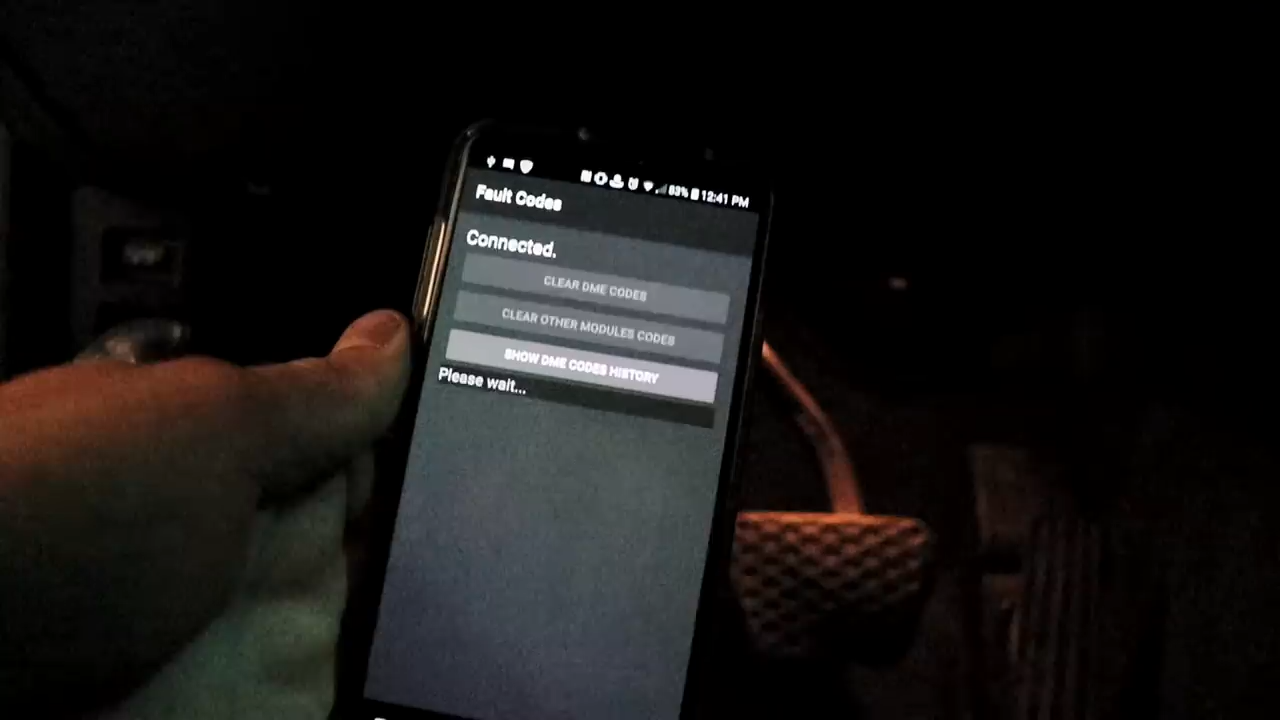 83% 12:41 PM
Fault Codes
Connected.
CLEAR DME CODES
CLEAR OTHER MODULES CODES
SHOW DME CODES HISTORY
Please wait...